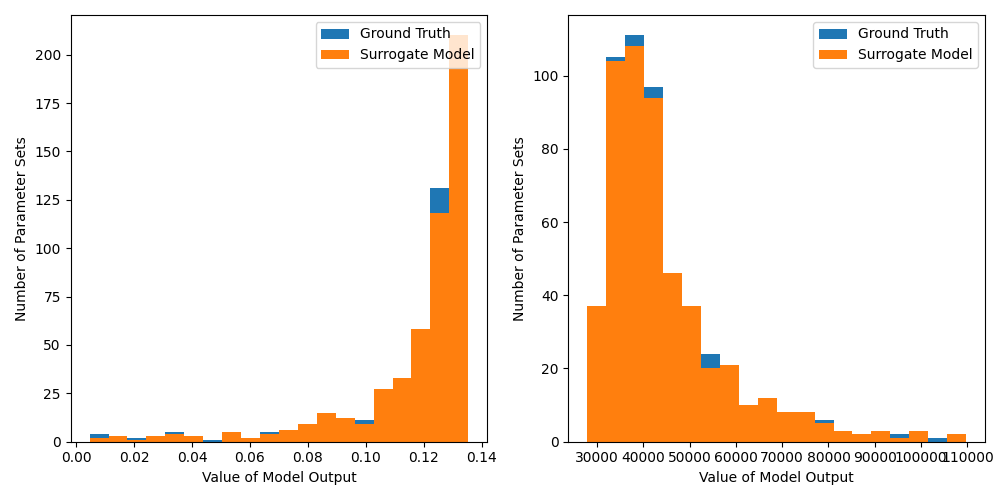 Ground Truth
Surrogate Model
200
175
150
125
100
75
50
25
0
Number of Parameter Sets
0.00 0.02 0.04 0.06 0.08 0.10 0.12 0.14
Value of Model Output
Ground Truth
Surrogate Model
100
80
60
40
20
0
Number of Parameter Sets
30000 40000 50000 60000 70000 80000 90000 100000 110000
Value of Model Output